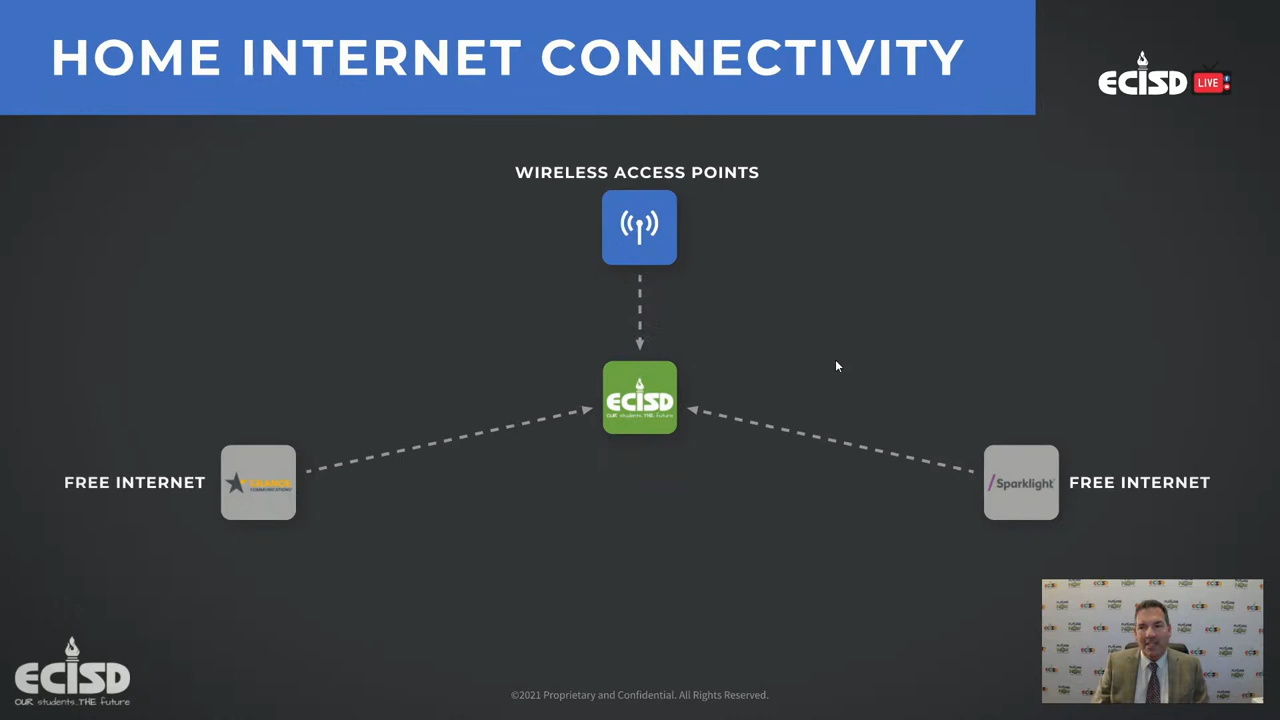 HOME INTERNET CONNECTIVITY
ECISD LIVE
WIRELESS ACCESS POINTS
ECISD
OUR students.THE future
FREE INTERNET
COMMUNICATIONS
Sparklight
FREE INTERNET
ECISD
OUR students.THE future
©2021 Proprietary and Confidential. All Rights Reserved.